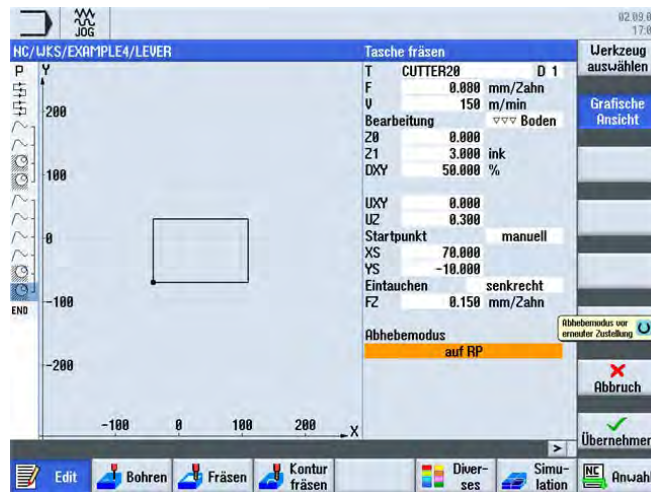 JOG
02.09.0
17:0
NC/WKS/EXAMPLE4/LEVER
Tasche fräsen
Werkzeug
auswählen
P
Y
T CUTTER20 D 1
F 0.080 mm/Zahn
V 150 m/min
Grafische
Ansicht
Bearbeitung ▽▽▽ Boden
Z0 0.000
Z1 3.000 ink
DXY 50.000 %
UXY 0.000
UZ 0.300
Startpunkt manuell
XS 70.000
YS -10.000
Eintauchen senkrecht
FZ 0.150 mm/Zahn
200
100
0
-100
-200
END
-100 0 100 200 X
Abhebemodus vor
erneuter Zustellung
Abhebemodus
auf RP
Abbruch
Übernehmen
>
Edit
Bohren
Fräsen
Kontur
fräsen
Diver-
ses
Simu-
lation
NC
Anwahl